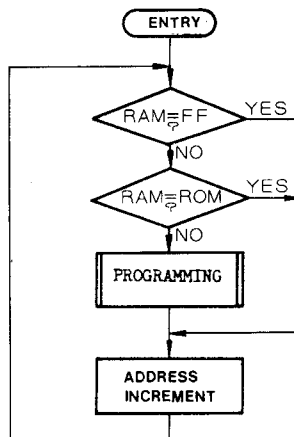 ENTRY
RAM=FF
?
YES
NO
RAM=ROM
?
YES
NO
PROGRAMMING
ADDRESS
INCREMENT